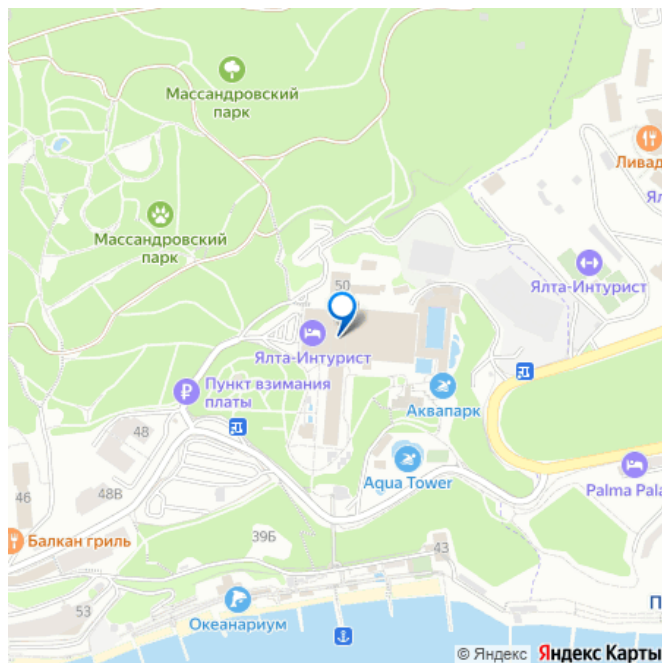 Массандровский
парк
Ливад
Ял
Массандровский
парк
50
Ялта-Интурист
Ялта-Интурист
Пункт взимания
платы
₽
Аквапарк
48
48В
46
Aqua Tower
Palma Pala
Балкан гриль
39Б
43
53
Океанариум
П
© Яндекс Яндекс Карты